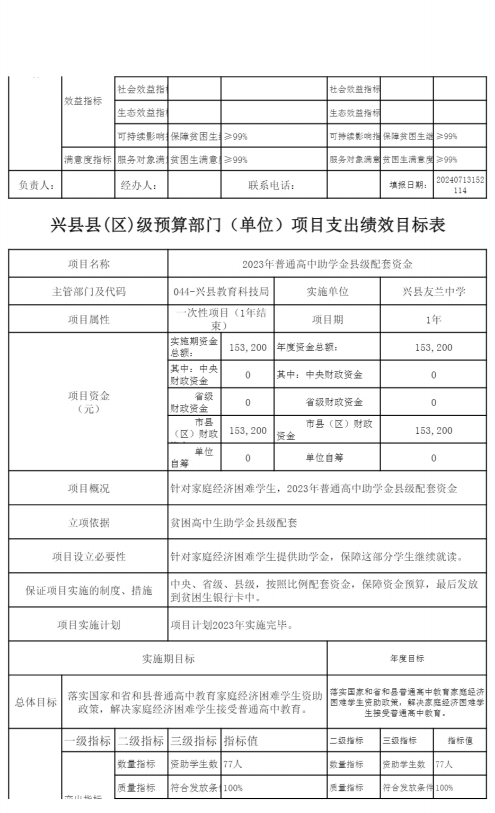 社会效益指标 社会效益指标
效益指标
生态效益指标 生态效益指标
可持续影响指 保障贫困生继 ≥99% 可持续影响指 保障贫困生继 ≥99%
满意度指标 服务对象满意 贫困生满意度 ≥99% 服务对象满意 贫困生满意度 ≥99%
负责人： 经办人： 联系电话： 填报日期： 20240713152
114
兴县县(区)级预算部门（单位）项目支出绩效目标表
项目名称 2023年普通高中助学金县级配套资金
主管部门及代码 044-兴县教育科技局 实施单位 兴县友兰中学
项目属性 一次性项目（1年结
束） 项目期 1年
项目资金
（元）
实施期资金
总额： 153,200 年度资金总额： 153,200
其中：中央
财政资金 0 其中：中央财政资金 0
省级
财政资金 0 省级财政资金 0
市县
（区）财政 153,200 市县（区）财政
资金 153,200
单位
自筹 0 单位自筹 0
项目概况 针对家庭经济困难学生，2023年普通高中助学金县级配套资金
立项依据 贫困高中生助学金县级配套
项目设立必要性 针对家庭经济困难学生提供助学金，保障这部分学生继续就读。
保证项目实施的制度、措施 中央、省级、县级，按照比例配套资金，保障资金预算，最后发放
到贫困生银行卡中。
项目实施计划 项目计划2023年实施完毕。
实施期目标 年度目标
总体目标
落实国家和省和县普通高中教育家庭经济困难学生资助
政策，解决家庭经济困难学生接受普通高中教育。
落实国家和省和县普通高中教育家庭经济
困难学生资助政策，解决家庭经济困难学
生接受普通高中教育。
一级指标 二级指标 三级指标 指标值 二级指标 三级指标 指标值
数量指标 资助学生数 77人 数量指标 资助学生数 77人
质量指标 符合发放条件 100% 质量指标 符合发放条件 100%